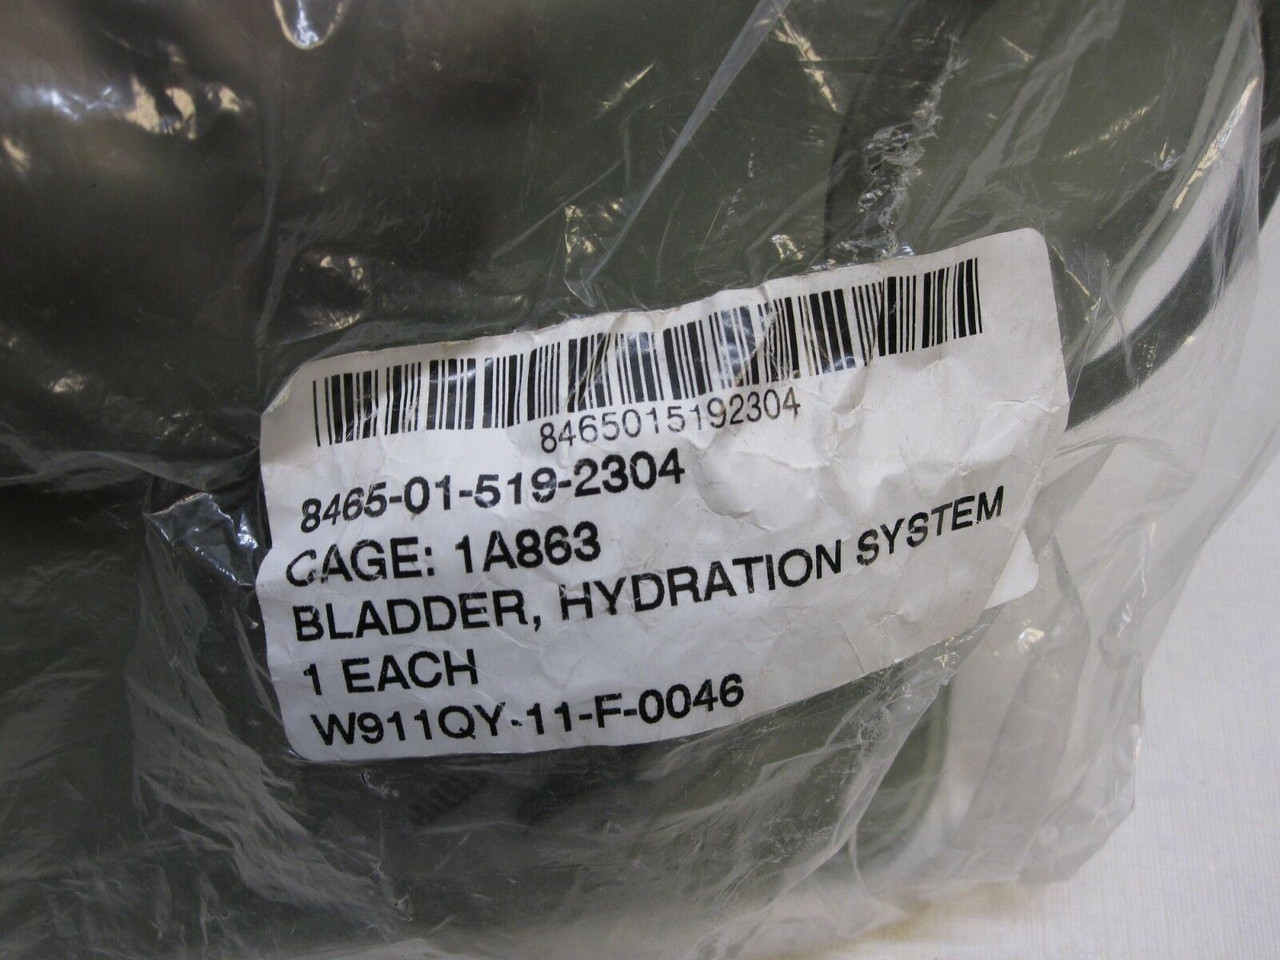 8465015192304
8465-01-519-2304
CAGE: 1A863
BLADDER, HYDRATION SYSTEM
1 EACH
W911QY-11-F-0046